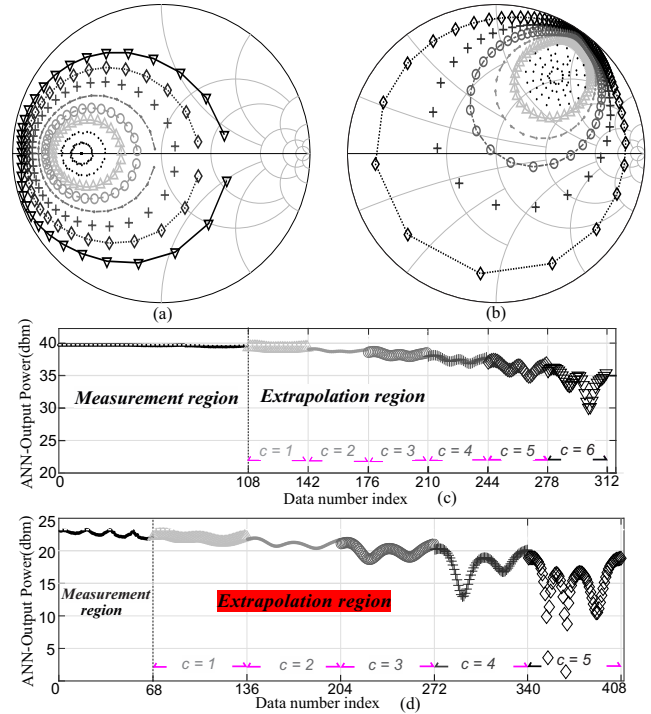 (a)
(b)
ANN-Output Power(dbm)
40
35
30
25
20
Measurement region
Extrapolation region
c = 1
c = 2
c = 3
c = 4
c = 5
c = 6
0
108
142
176
210
244
278
312
Data number index
(c)
ANN-Output Power(dbm)
25
20
15
10
5
Measurement
region
Extrapolation region
c = 1
c = 2
c = 3
c = 4
c = 5
0
68
136
204
272
340
408
Data number index
(d)